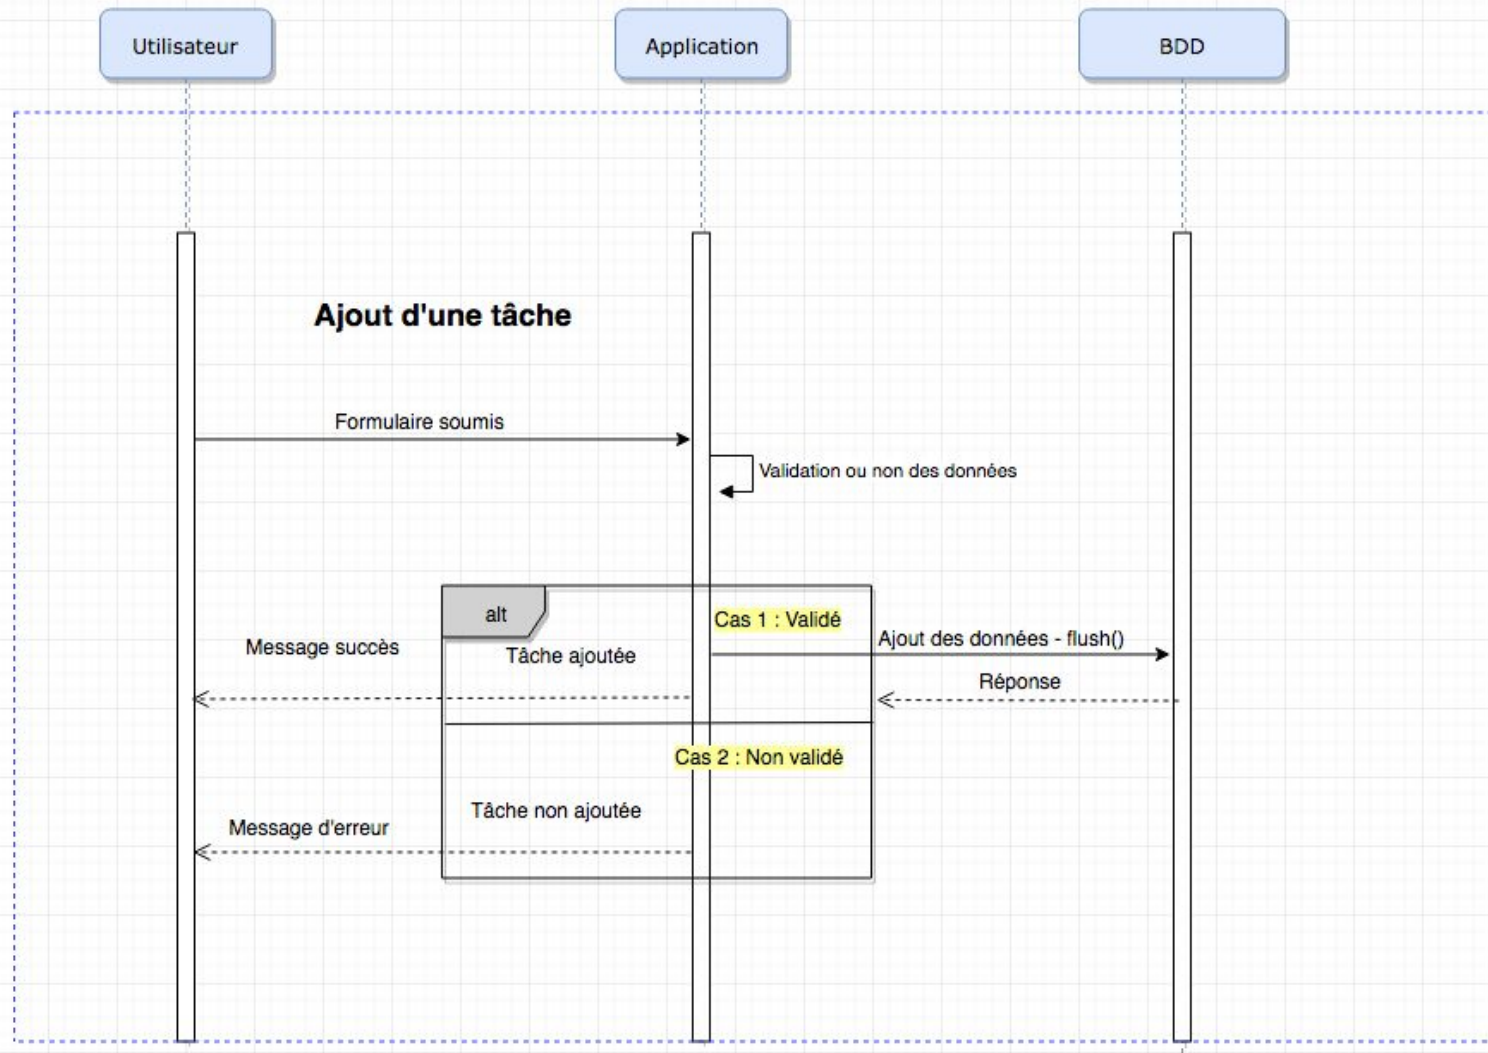 Utilisateur
Application
BDD
Ajout d'une tâche
Formulaire soumis
Validation ou non des données
alt
Cas 1 : Validé
Ajout des données - flush()
Message succès
Tâche ajoutée
Réponse
Cas 2 : Non validé
Tâche non ajoutée
Message d'erreur